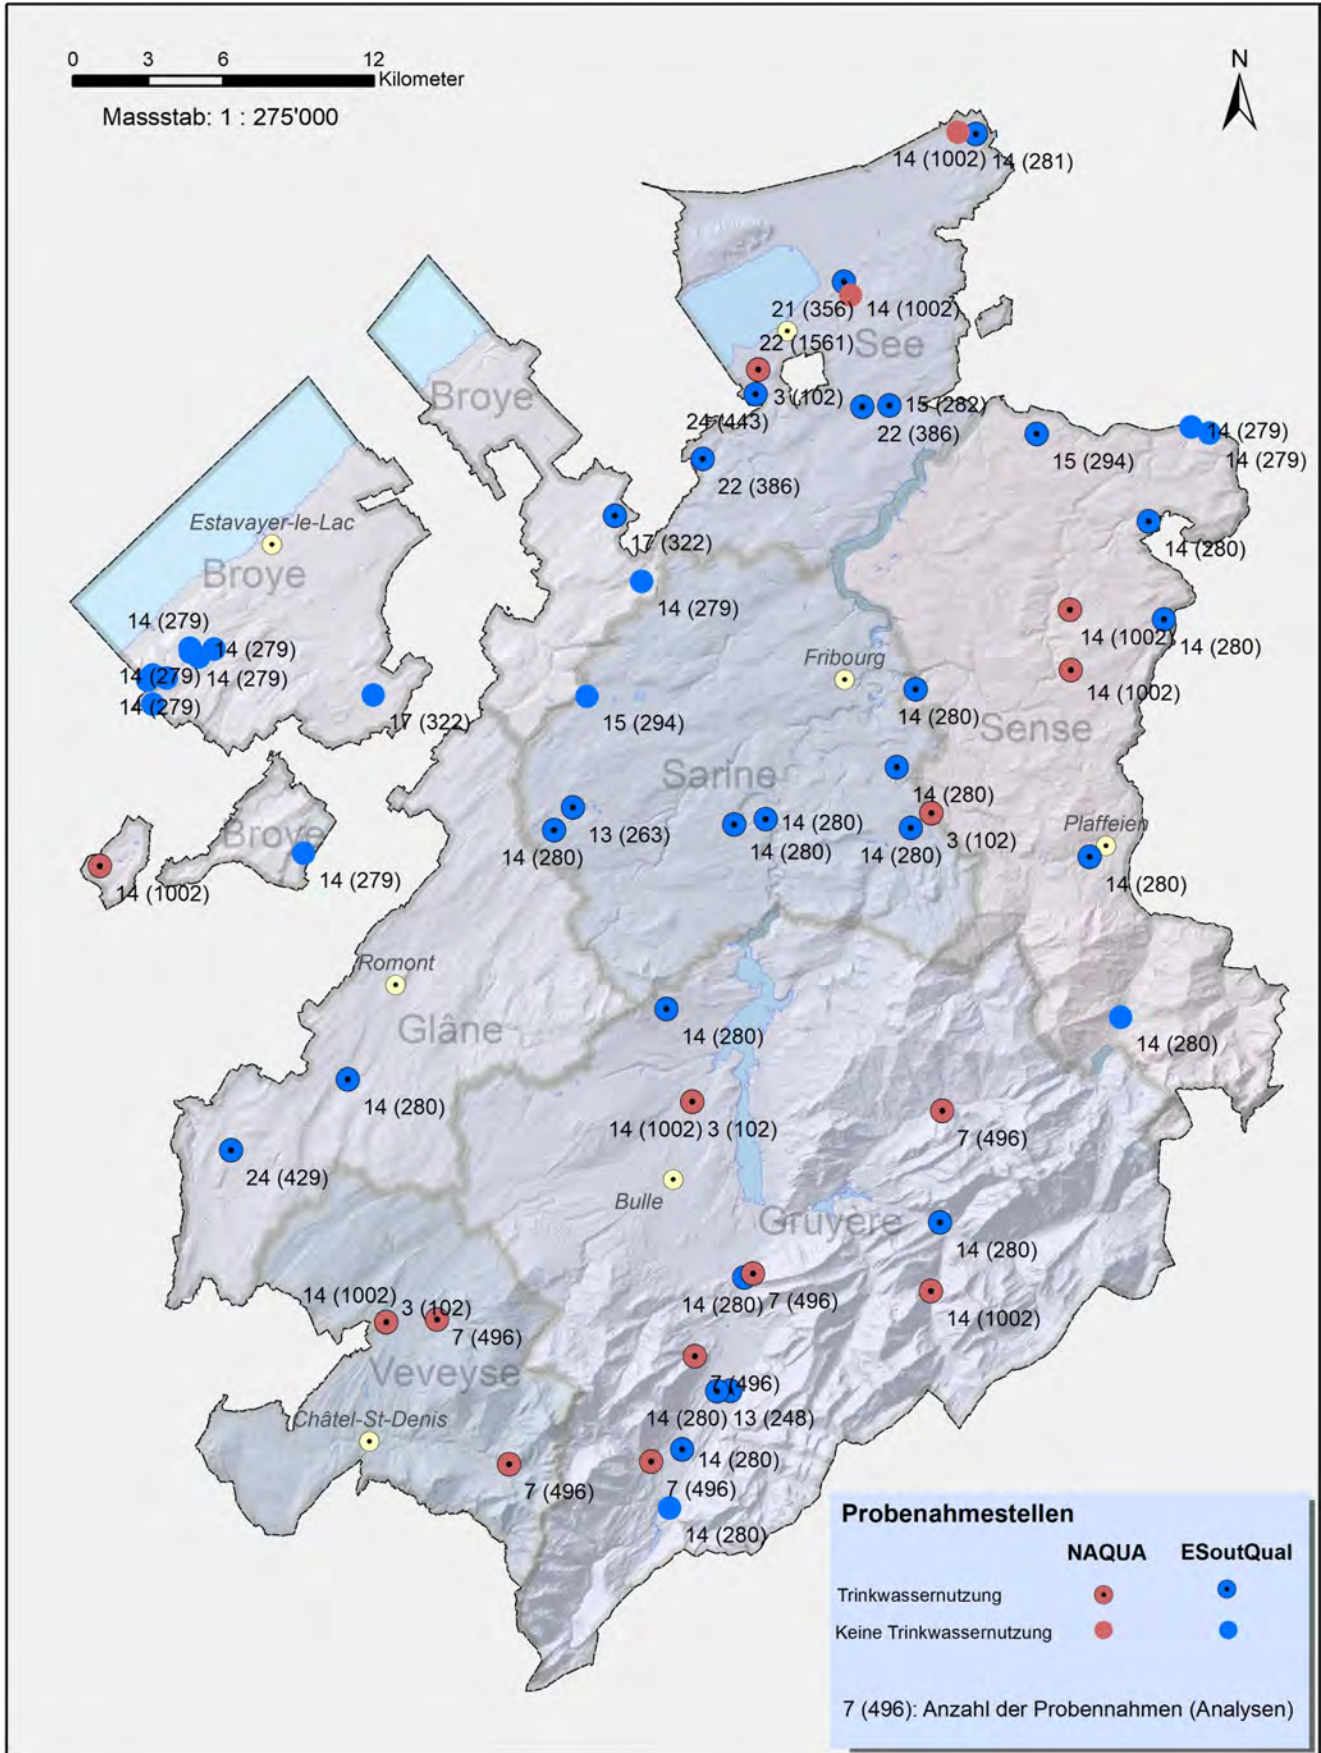 0 3 6 12
Kilometer
Massstab: 1 : 275'000
N
14 (1002) 14 (281)
21 (356) 14 (1002)
22 (1561)
See
Broye
3 (102) 15 (282)
24 (443) 22 (386)
14 (279)
15 (294) 14 (279)
22 (386)
Estavayer-le-Lac
17 (322)
14 (280)
Broye
14 (279)
14 (279)
14 (279)
14 (1002)
14 (280)
14 (279) 14 (279)
Fribourg
14 (1002)
14 (279)
17 (322)
15 (294)
14 (280)
Sense
Sarine
14 (280)
Broye
13 (263)
14 (280)
14 (280)
14 (280)
14 (280)
3 (102)
Plaffeien
14 (1002)
14 (279)
14 (280)
Romont
Glâne
14 (280)
14 (280)
14 (280)
14 (1002) 3 (102)
7 (496)
24 (429)
Bulle
Gruyère
14 (280)
14 (1002)
3 (102)
7 (496)
14 (280) 7 (496)
14 (1002)
Veveyse
7 (496)
14 (280) 13 (248)
Châtel-St-Denis
14 (280)
7 (496)
7 (496)
14 (280)
Probenahmestellen
NAQUA ESoutQual
Trinkwassernutzung
Keine Trinkwassernutzung
7 (496): Anzahl der Probennahmen (Analysen)